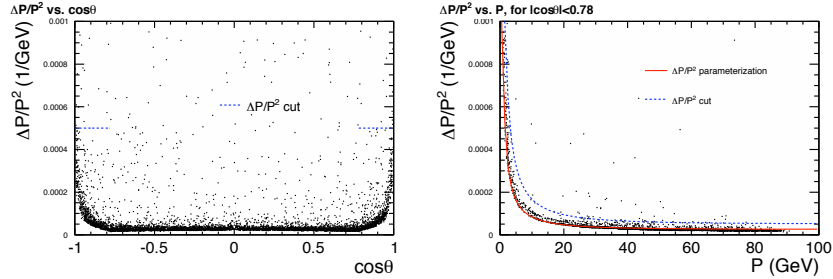 ΔP/P² vs. cosθ
ΔP/P² (1/GeV)
0.001
0.0008
0.0006
0.0004
0.0002
0
ΔP/P² cut
-1 -0.5 0 0.5 1
cosθ
ΔP/P² vs. P, for |cosθ|<0.78
ΔP/P² (1/GeV)
0.001
0.0008
0.0006
0.0004
0.0002
0
ΔP/P² parameterization
ΔP/P² cut
0 20 40 60 80 100
P (GeV)